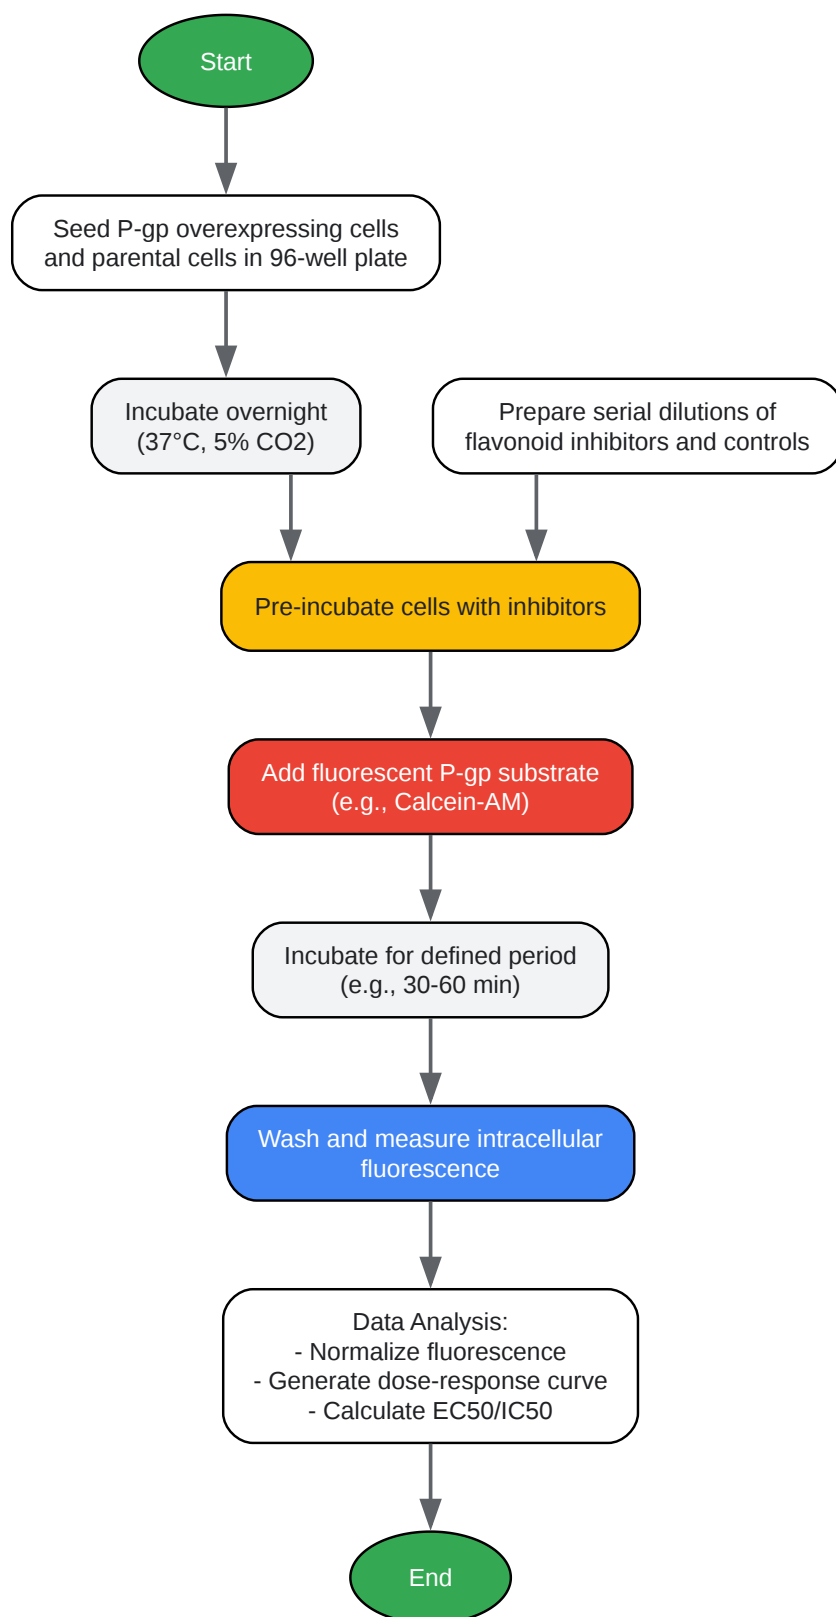 Start
Seed P-gp overexpressing cells
and parental cells in 96-well plate
Incubate overnight
(37°C, 5% CO2)
Prepare serial dilutions of
flavonoid inhibitors and controls
Pre-incubate cells with inhibitors
Add fluorescent P-gp substrate
(e.g., Calcein-AM)
Incubate for defined period
(e.g., 30-60 min)
Wash and measure intracellular
fluorescence
Data Analysis:
- Normalize fluorescence
- Generate dose-response curve
- Calculate EC50/IC50
End